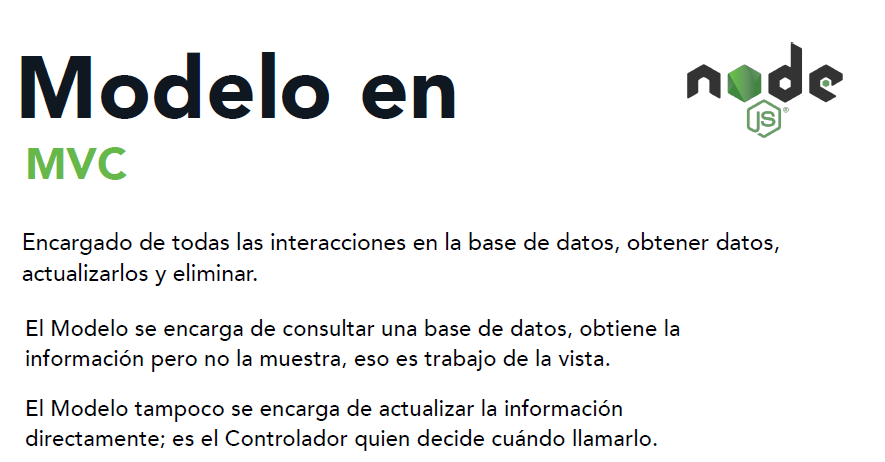 Modelo en
MVC
node
JS®
Encargado de todas las interacciones en la base de datos, obtener datos,
actualizarlos y eliminar.
El Modelo se encarga de consultar una base de datos, obtiene la
información pero no la muestra, eso es trabajo de la vista.
El Modelo tampoco se encarga de actualizar la información
directamente; es el Controlador quien decide cuándo llamarlo.